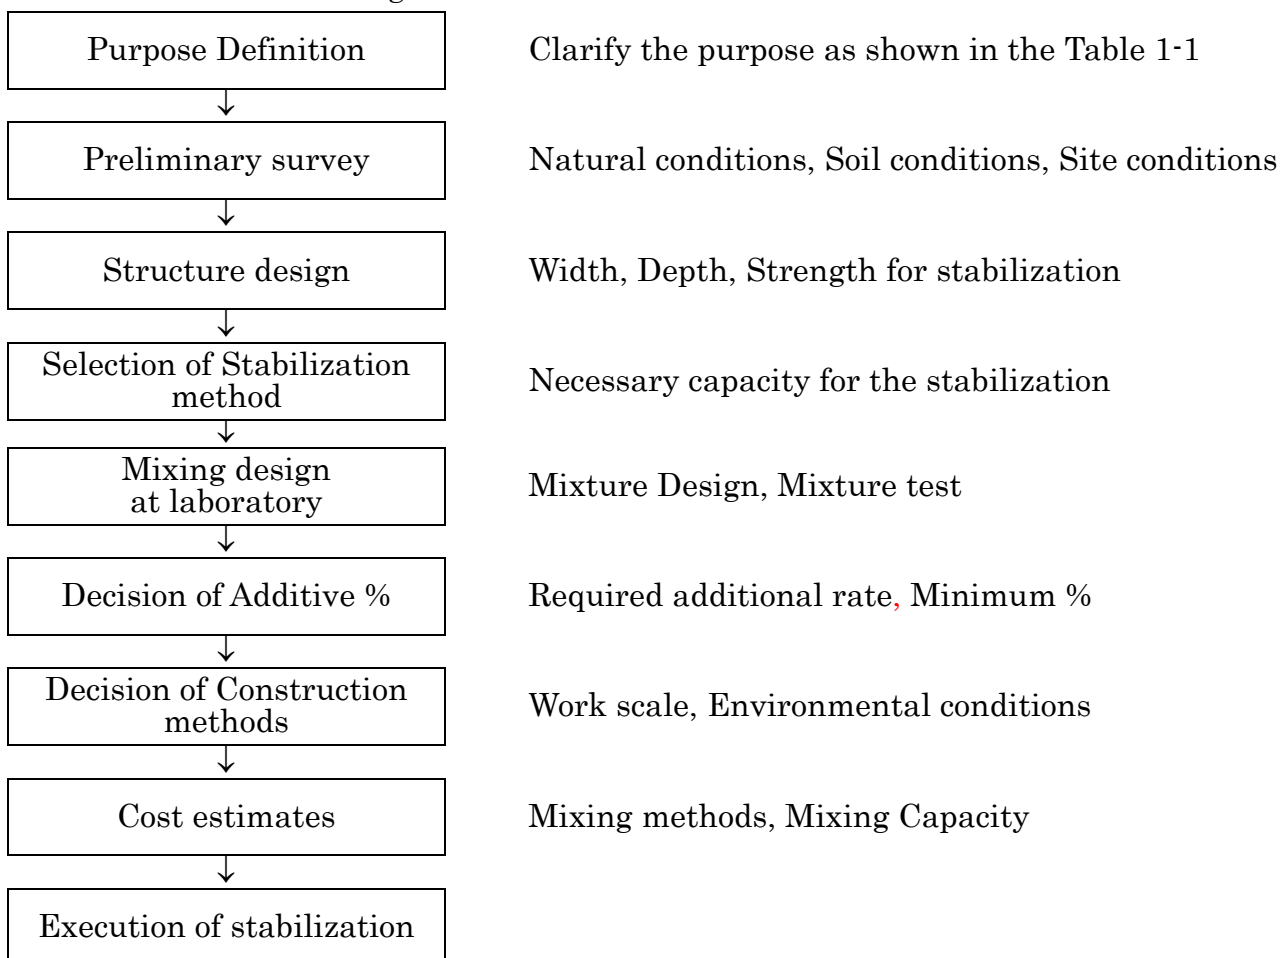 Purpose Definition
Clarify the purpose as shown in the Table 1-1
↓
Preliminary survey
Natural conditions, Soil conditions, Site conditions
↓
Structure design
Width, Depth, Strength for stabilization
↓
Selection of Stabilization
method
Necessary capacity for the stabilization
↓
Mixing design
at laboratory
Mixture Design, Mixture test
↓
Decision of Additive %
Required additional rate, Minimum %
↓
Decision of Construction
methods
Work scale, Environmental conditions
↓
Cost estimates
Mixing methods, Mixing Capacity
↓
Execution of stabilization